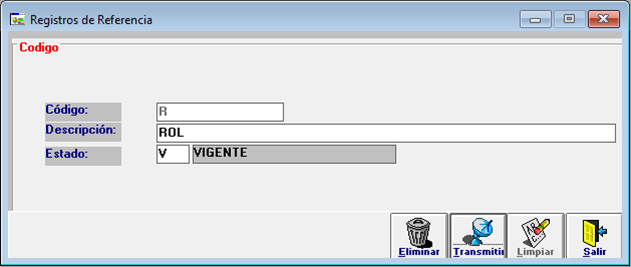 Registros de Referencia
Codigo
Código: R
Descripción: ROL
Estado: V VIGENTE
Eliminar Transmitir Limpiar Salir